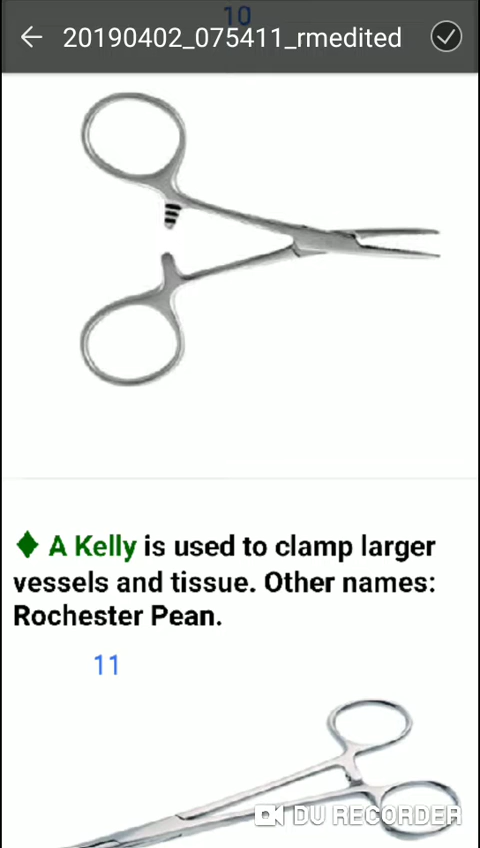 10
20190402_075411_rmedited
♦ A Kelly is used to clamp larger
vessels and tissue. Other names:
Rochester Pean.
11
DU RECORDER